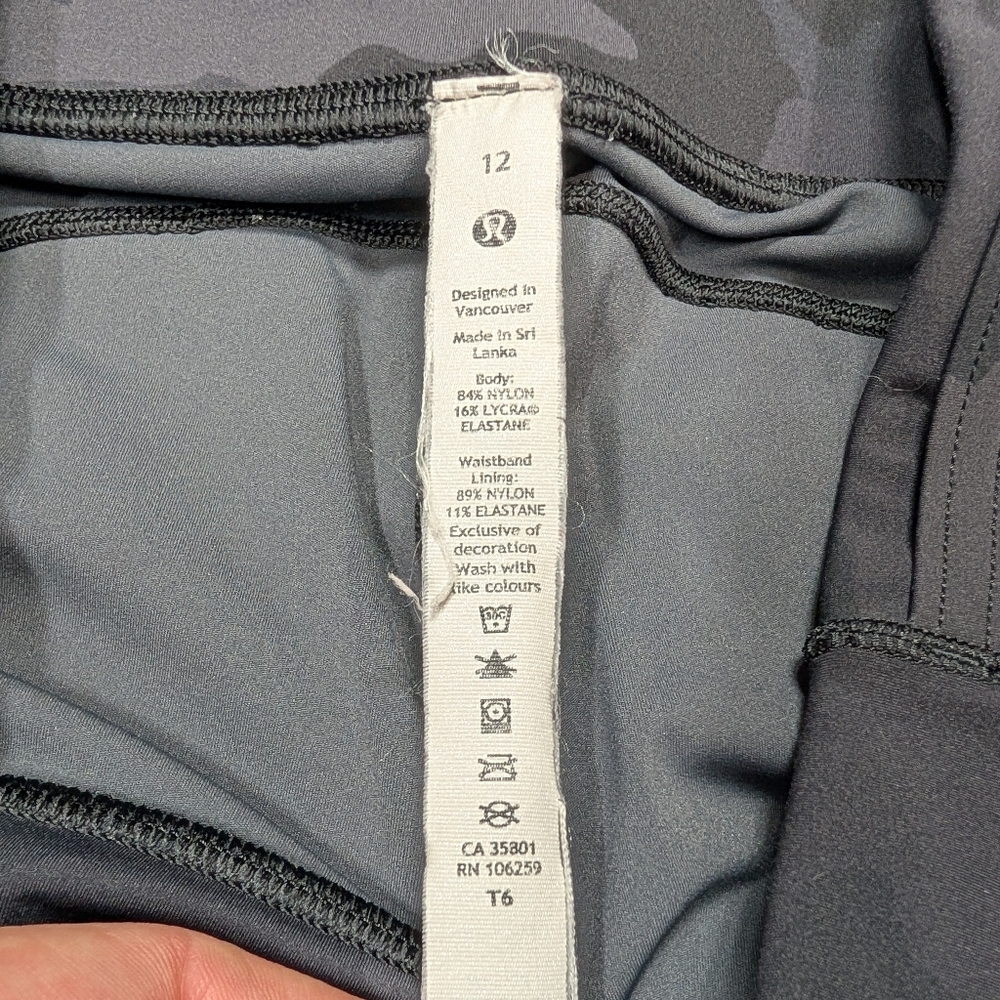 12
Designed in
Vancouver
Made in Sri
Lanka
Body:
84% NYLON
16% LYCRA®
ELASTANE
Waistband
Lining:
89% NYLON
11% ELASTANE
Exclusive of
decoration
Wash with
like colours
30C
CA 35801
RN 106259
T6